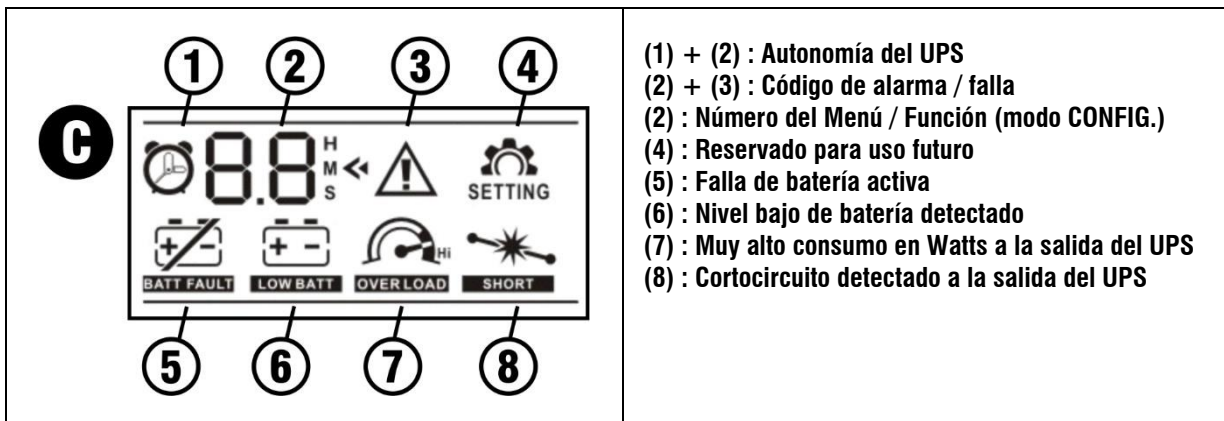 1 2 3 4
C
8.8 H
M
S
SETTING
+ - + - Hi
BATT FAULT LOW BATT OVER LOAD SHORT
5 6 7 8
(1) + (2) : Autonomía del UPS
(2) + (3) : Código de alarma / falla
(2) : Número del Menú / Función (modo CONFIG.)
(4) : Reservado para uso futuro
(5) : Falla de batería activa
(6) : Nivel bajo de batería detectado
(7) : Muy alto consumo en Watts a la salida del UPS
(8) : Cortocircuito detectado a la salida del UPS